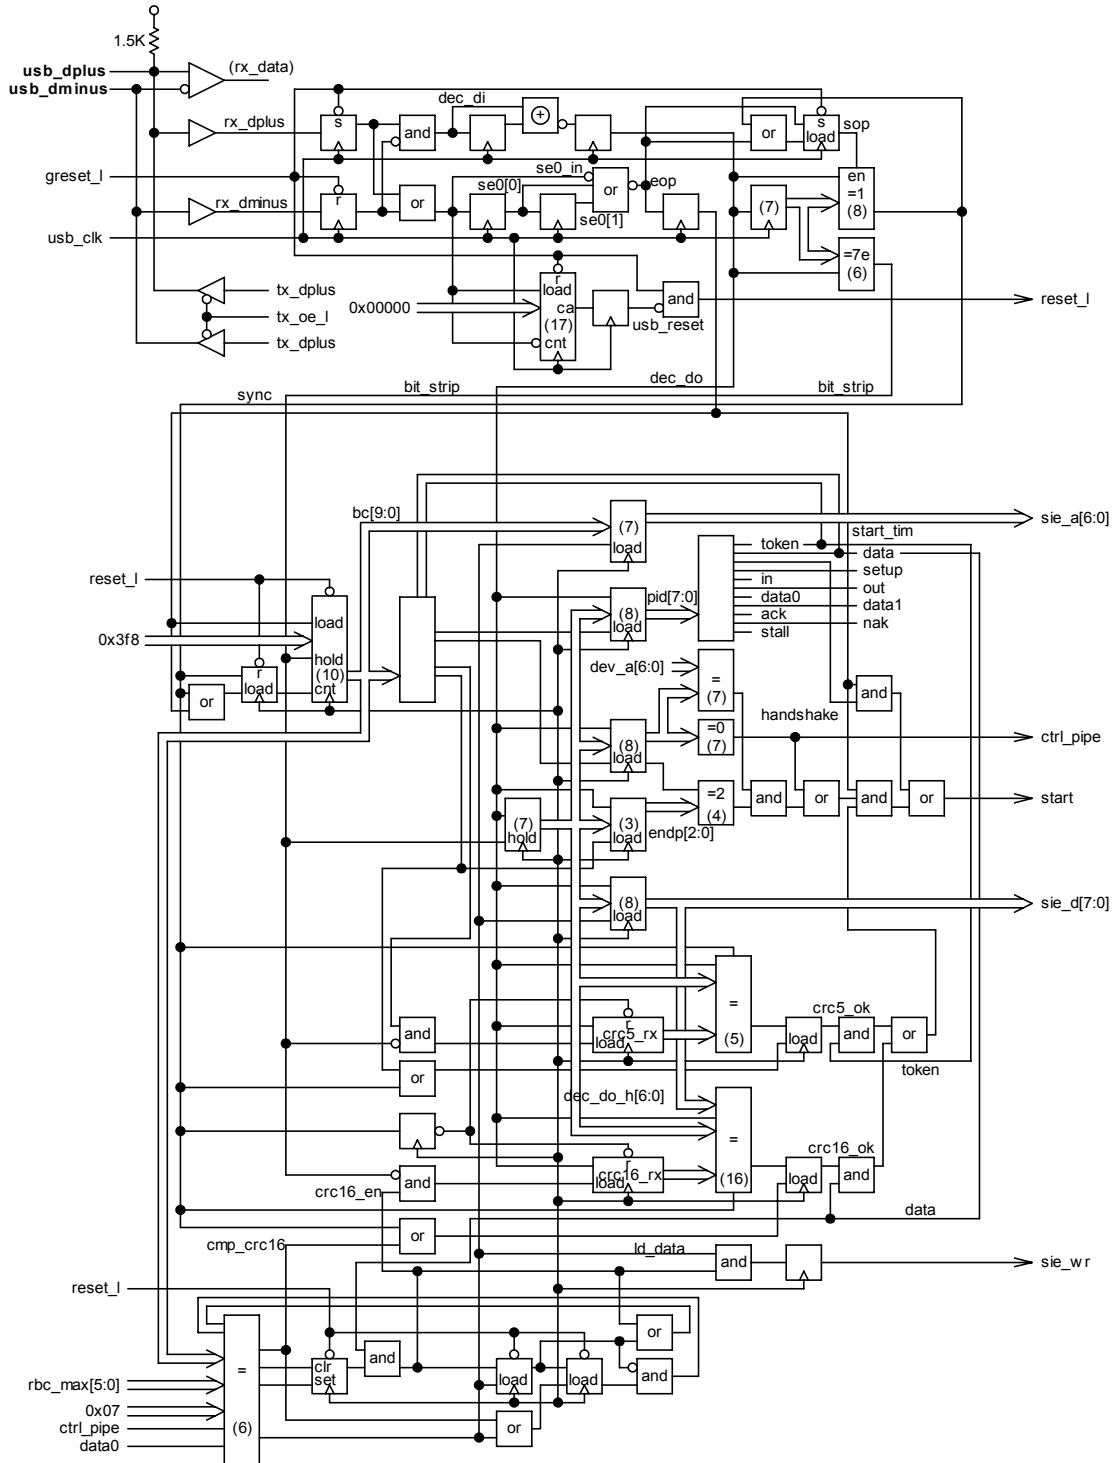 1.5K
usb_dplus
(rx_data)
usb_dminus
dec_di
+
rx_dplus
s
and
or
s
load
sop
greset_l
se0_in
en
=1
(8)
rx_dminus
r
or
se0[0]
or
eop
(7)
se0[1]
usb_clk
=7e
(6)
tx_dplus
r
load
ca
(17)
cnt
0x00000
and
reset_l
tx_oe_l
usb_reset
tx_dplus
dec_do
bit_strip
bit_strip
sync
bc[9:0]
(7)
load
sie_a[6:0]
start_tim
token
data
reset_l
setup
in
out
pid[7:0]
data0
data1
load
(8)
load
ack
nak
0x3f8
stall
hold
(10)
cnt
r
load
or
dev_a[6:0]
=
(7)
and
handshake
(8)
load
=0
(7)
ctrl_pipe
=2
(4)
and
or
and
or
start
(7)
hold
(3)
load
endp[2:0]
(8)
load
sie_d[7:0]
=
(5)
crc5_ok
and
r
crc5_rx
load
load
and
or
or
token
dec_do_h[6:0]
=
(16)
crc16_ok
and
r
crc16_rx
load
load
and
crc16_en
data
cmp_crc16
or
ld_data
and
sie_wr
reset_l
or
=
(6)
clr
set
and
load
load
and
rbc_max[5:0]
0x07
or
ctrl_pipe
data0